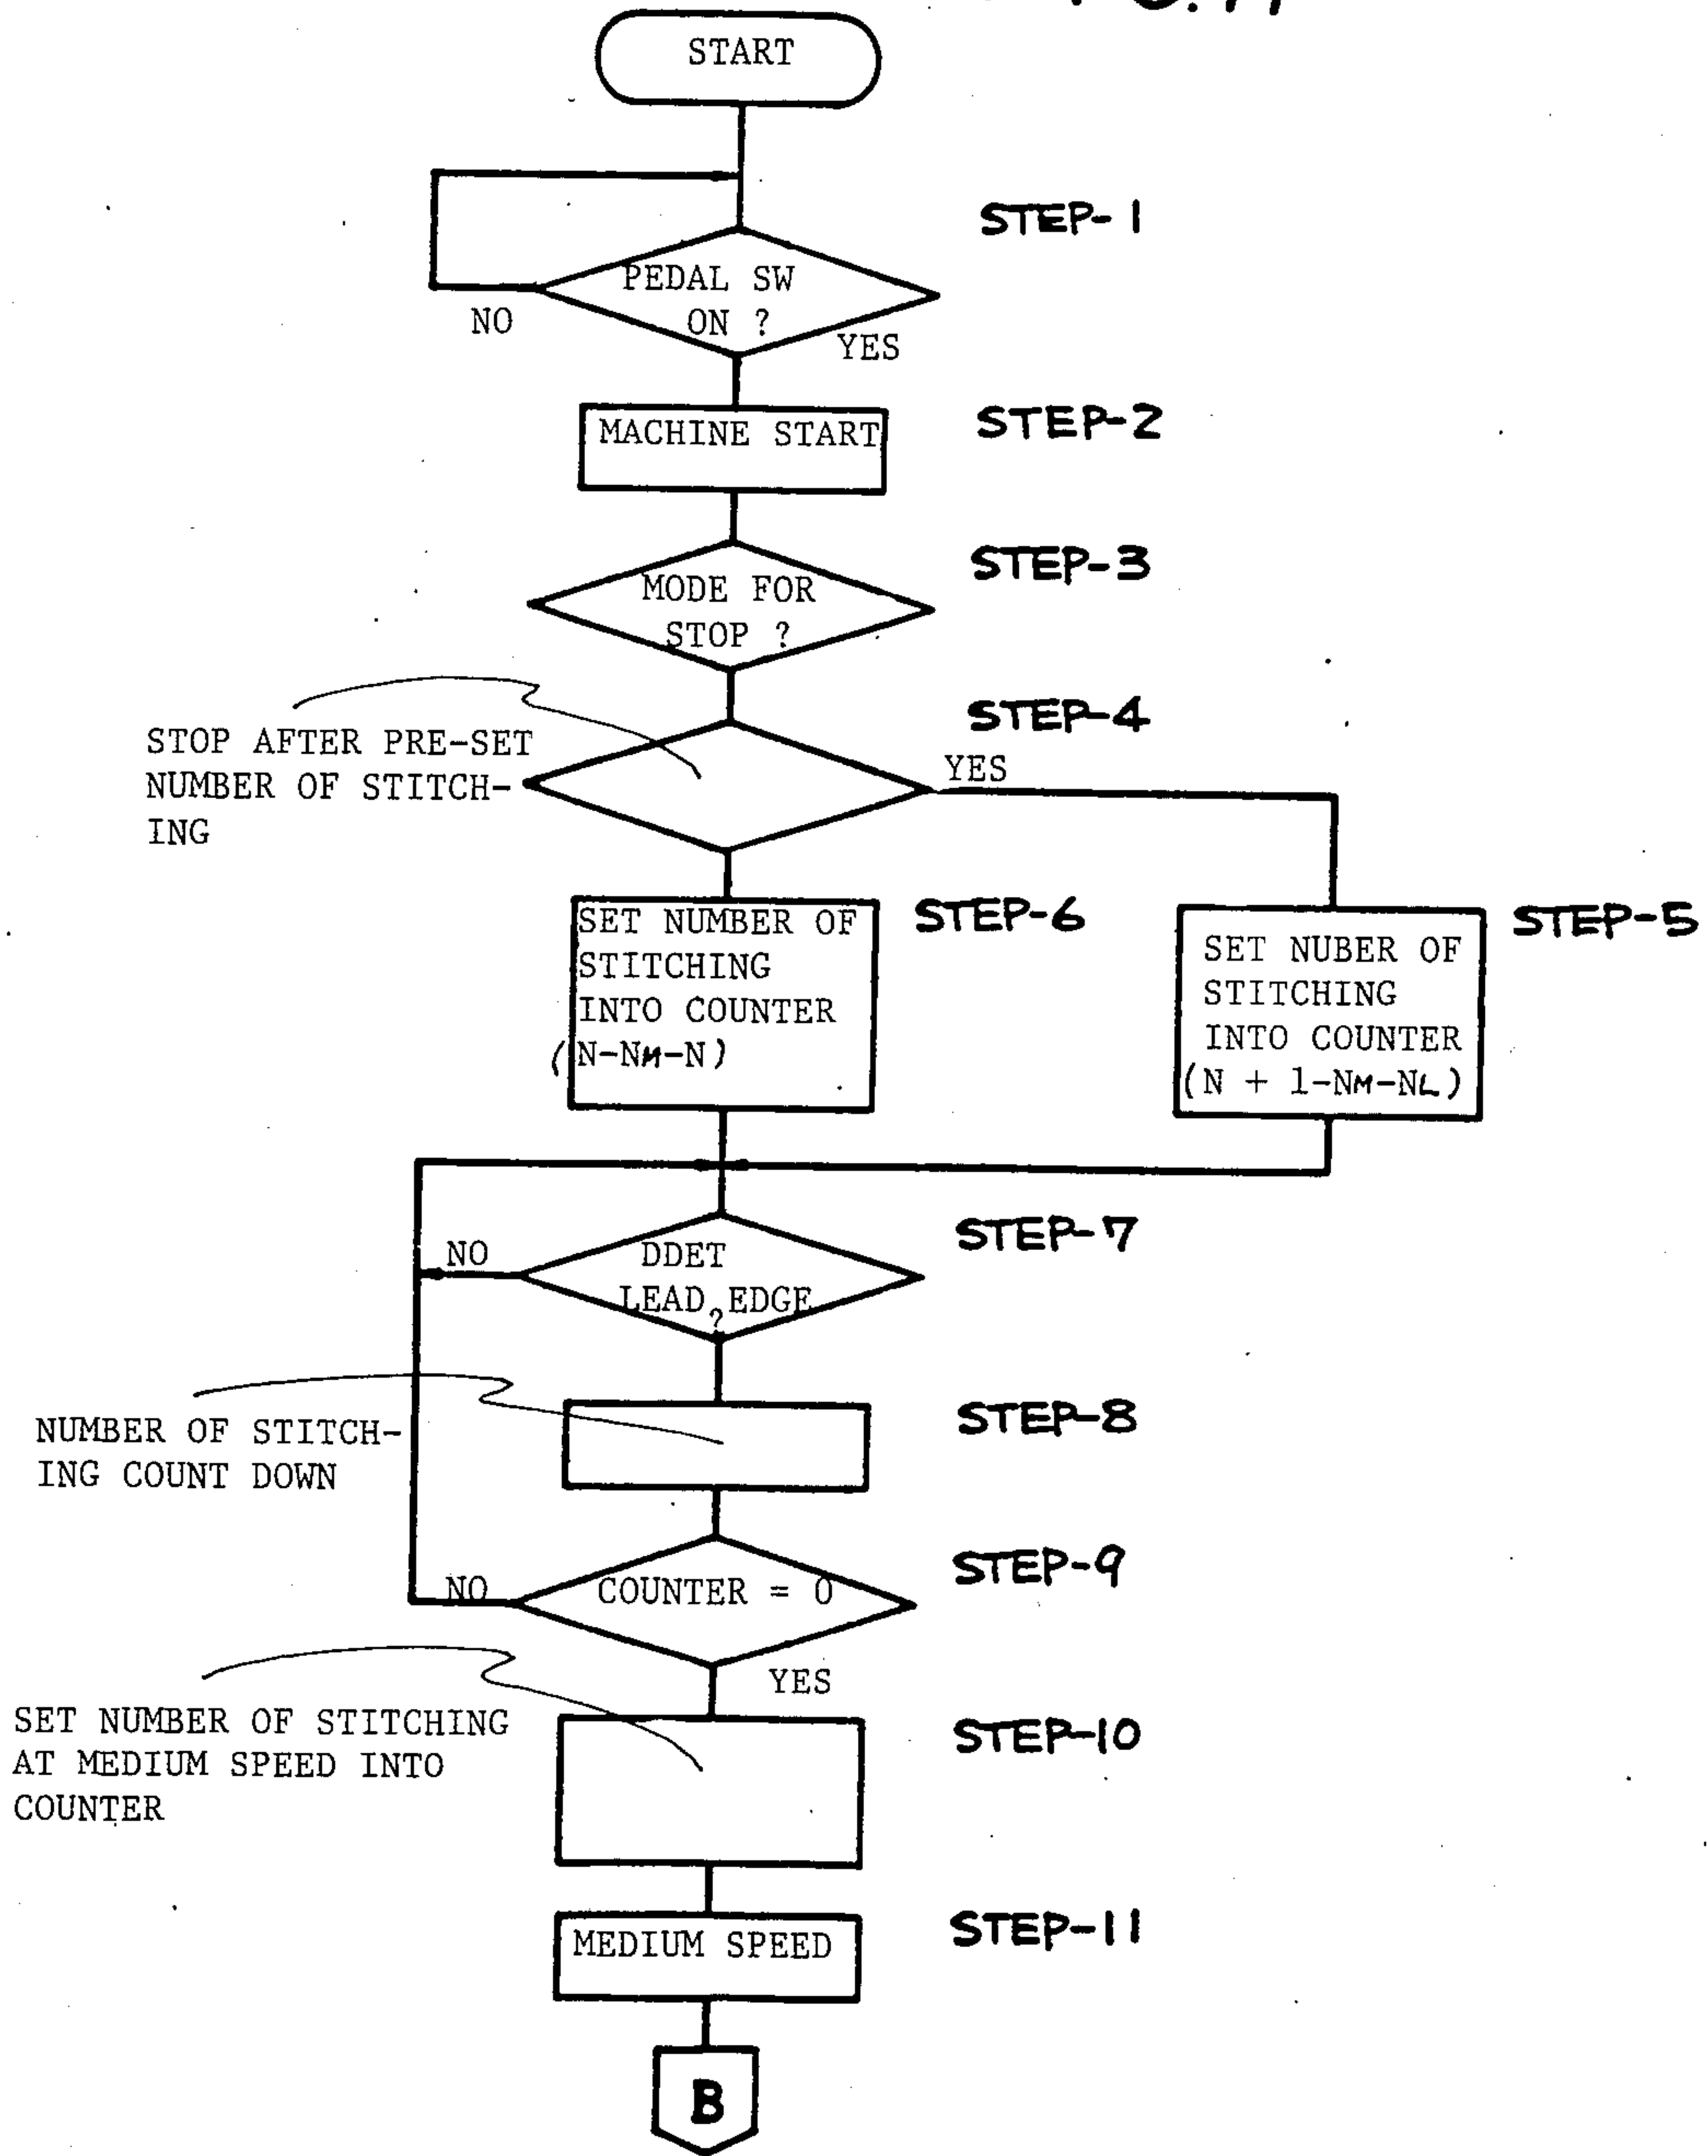 START
STEP-1
PEDAL SW
ON ?
NO
YES
MACHINE START
STEP-2
MODE FOR
STOP ?
STEP-3
STOP AFTER PRE-SET
NUMBER OF STITCH-
ING
STEP-4
YES
SET NUMBER OF
STITCHING
INTO COUNTER
(N-NM-N)
STEP-6
SET NUBER OF
STITCHING
INTO COUNTER
(N + 1-NM-NL)
STEP-5
NO
DDET
LEAD EDGE
?
STEP-7
NUMBER OF STITCH-
ING COUNT DOWN
STEP-8
NO
COUNTER = 0
STEP-9
YES
SET NUMBER OF STITCHING
AT MEDIUM SPEED INTO
COUNTER
STEP-10
MEDIUM SPEED
STEP-11
B